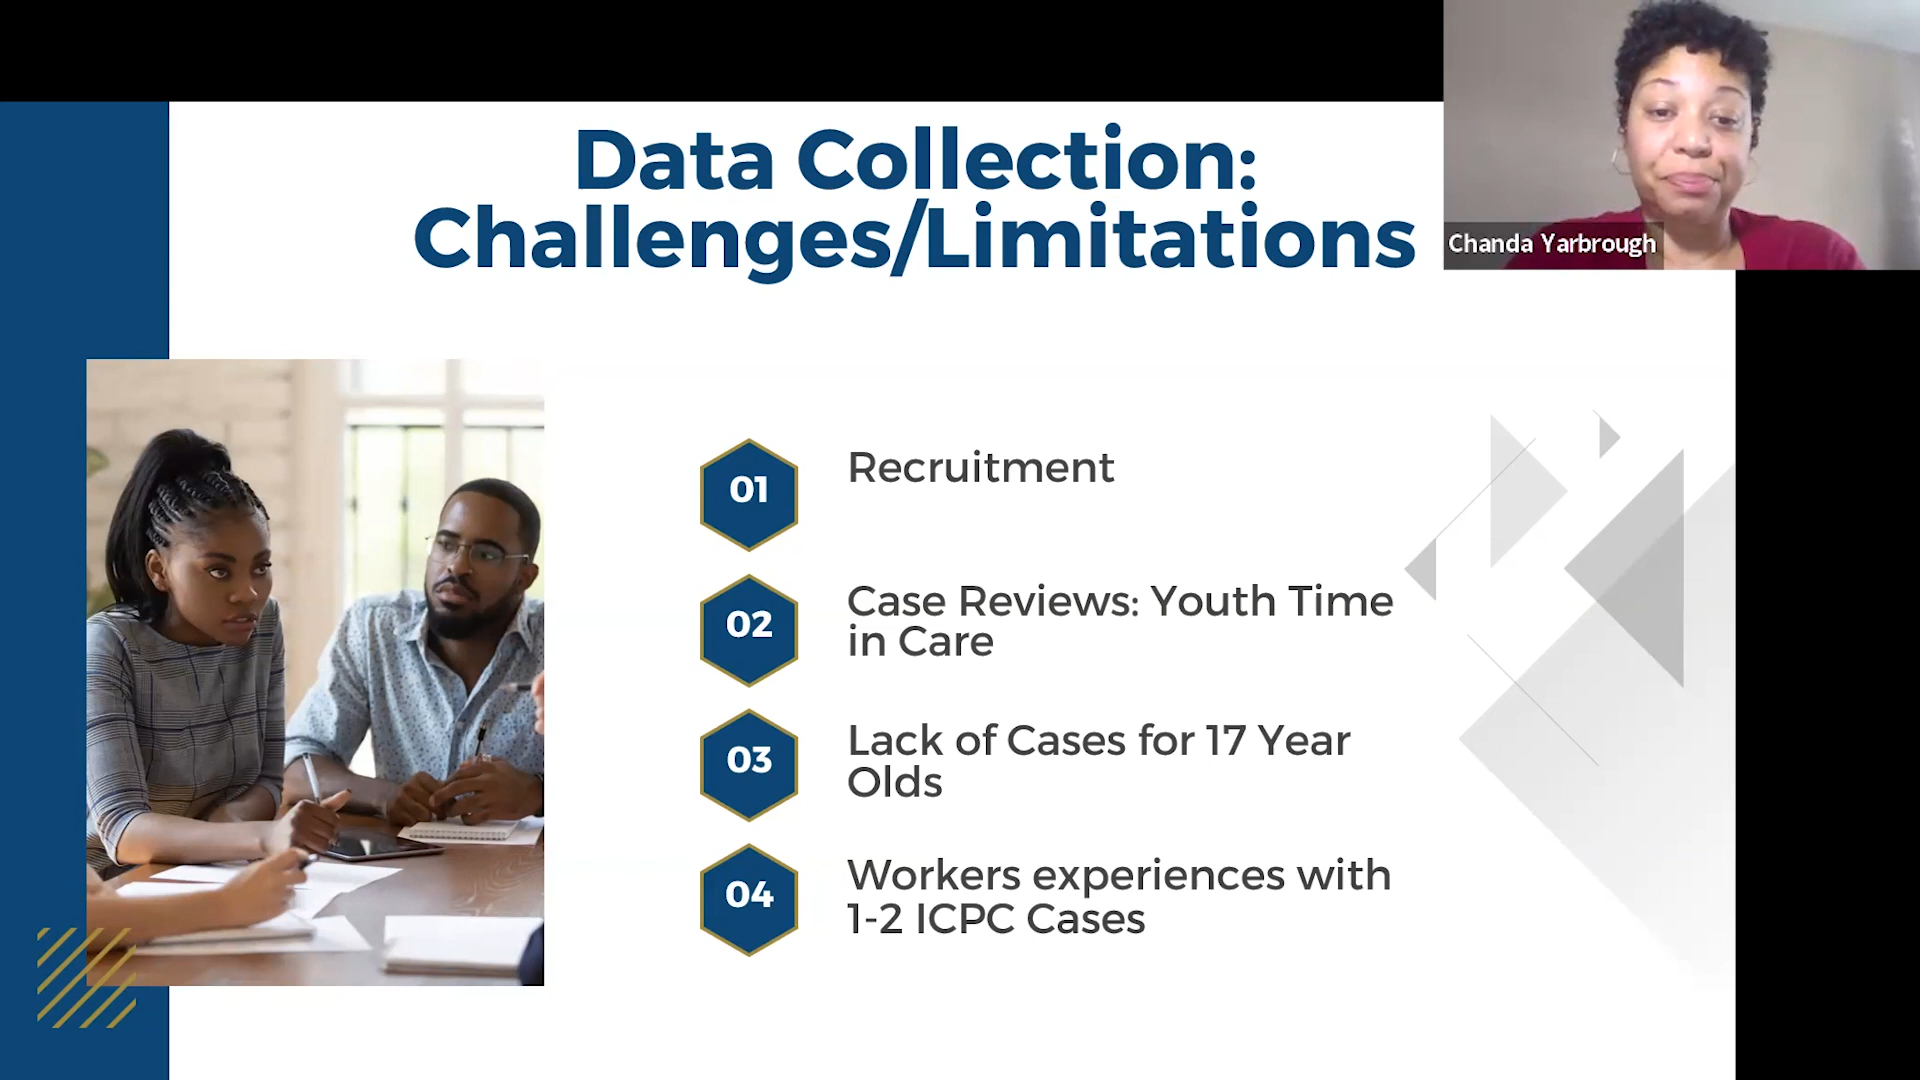 Data Collection:
Challenges/Limitations
Chanda Yarbrough
01
Recruitment
02
Case Reviews: Youth Time
in Care
03
Lack of Cases for 17 Year
Olds
04
Workers experiences with
1-2 ICPC Cases